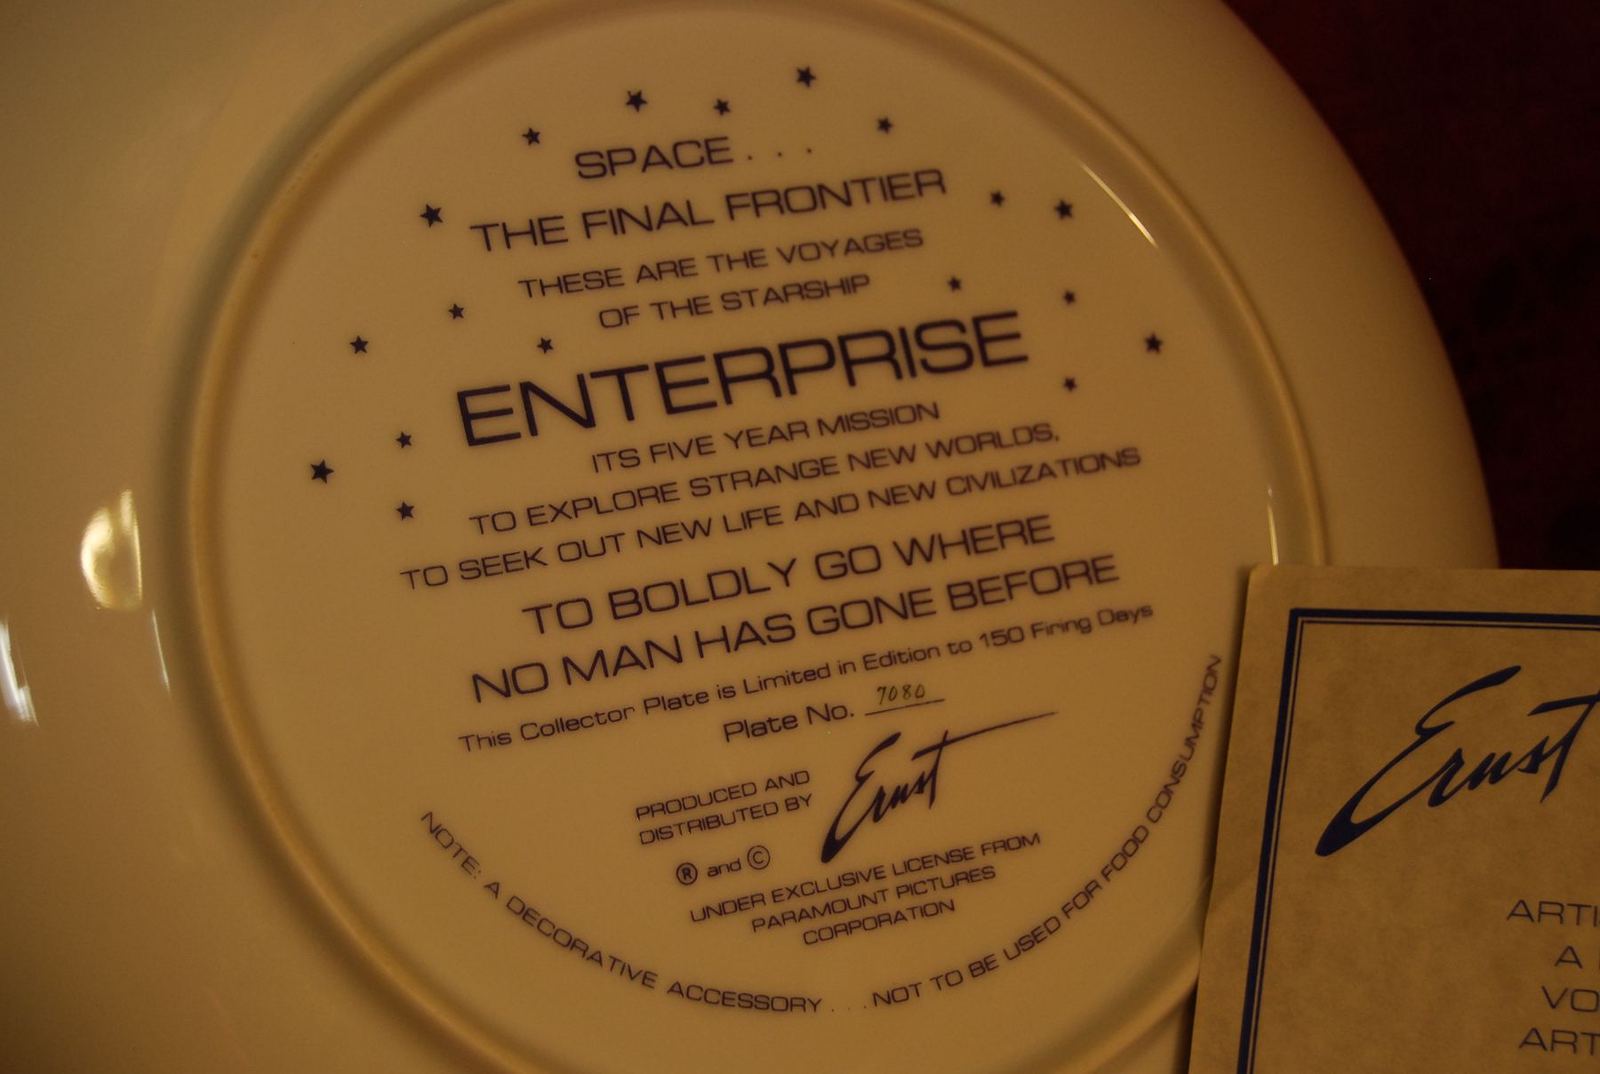 SPACE . . .
THE FINAL FRONTIER
THESE ARE THE VOYAGES
OF THE STARSHIP
ENTERPRISE
ITS FIVE YEAR MISSION
TO EXPLORE STRANGE NEW WORLDS,
TO SEEK OUT NEW LIFE AND NEW CIVILIZATIONS
TO BOLDLY GO WHERE
NO MAN HAS GONE BEFORE
This Collector Plate is Limited in Edition to 150 Firing Days
Plate No. 7080
PRODUCED AND
DISTRIBUTED BY
Ernst
® and ©
UNDER EXCLUSIVE LICENSE FROM
PARAMOUNT PICTURES
CORPORATION
NOTE: A DECORATIVE ACCESSORY . . . NOT TO BE USED FOR FOOD CONSUMPTION
Ernst
ARTI
A
VO
ART